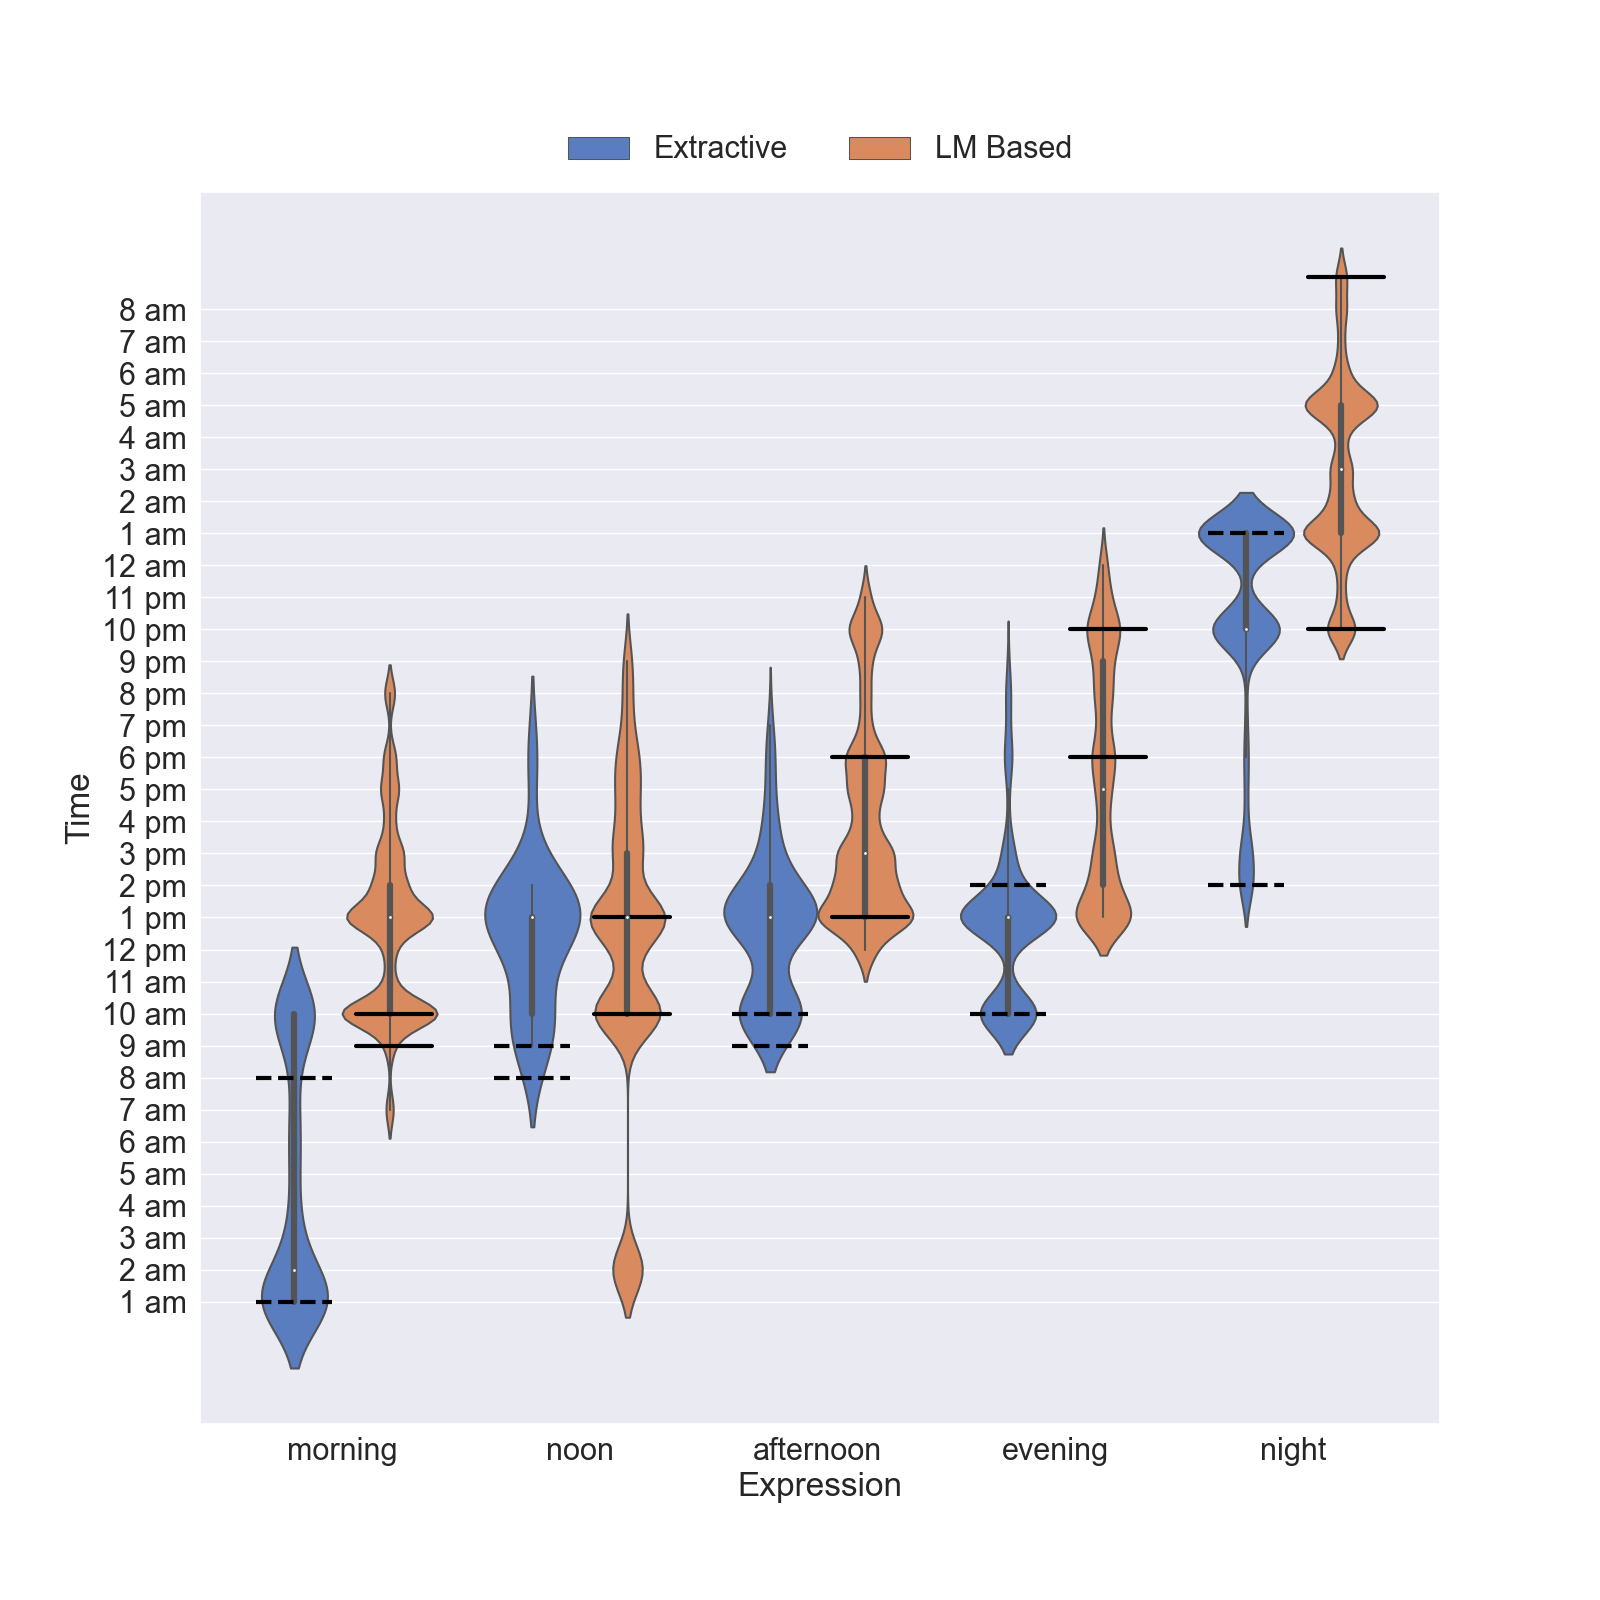 Extractive LM Based
8 am
7 am
6 am
5 am
4 am
3 am
2 am
1 am
12 am
11 pm
10 pm
9 pm
8 pm
7 pm
6 pm
5 pm
4 pm
3 pm
2 pm
1 pm
12 pm
11 am
10 am
9 am
8 am
7 am
6 am
5 am
4 am
3 am
2 am
1 am
Time
morning noon afternoon evening night
Expression